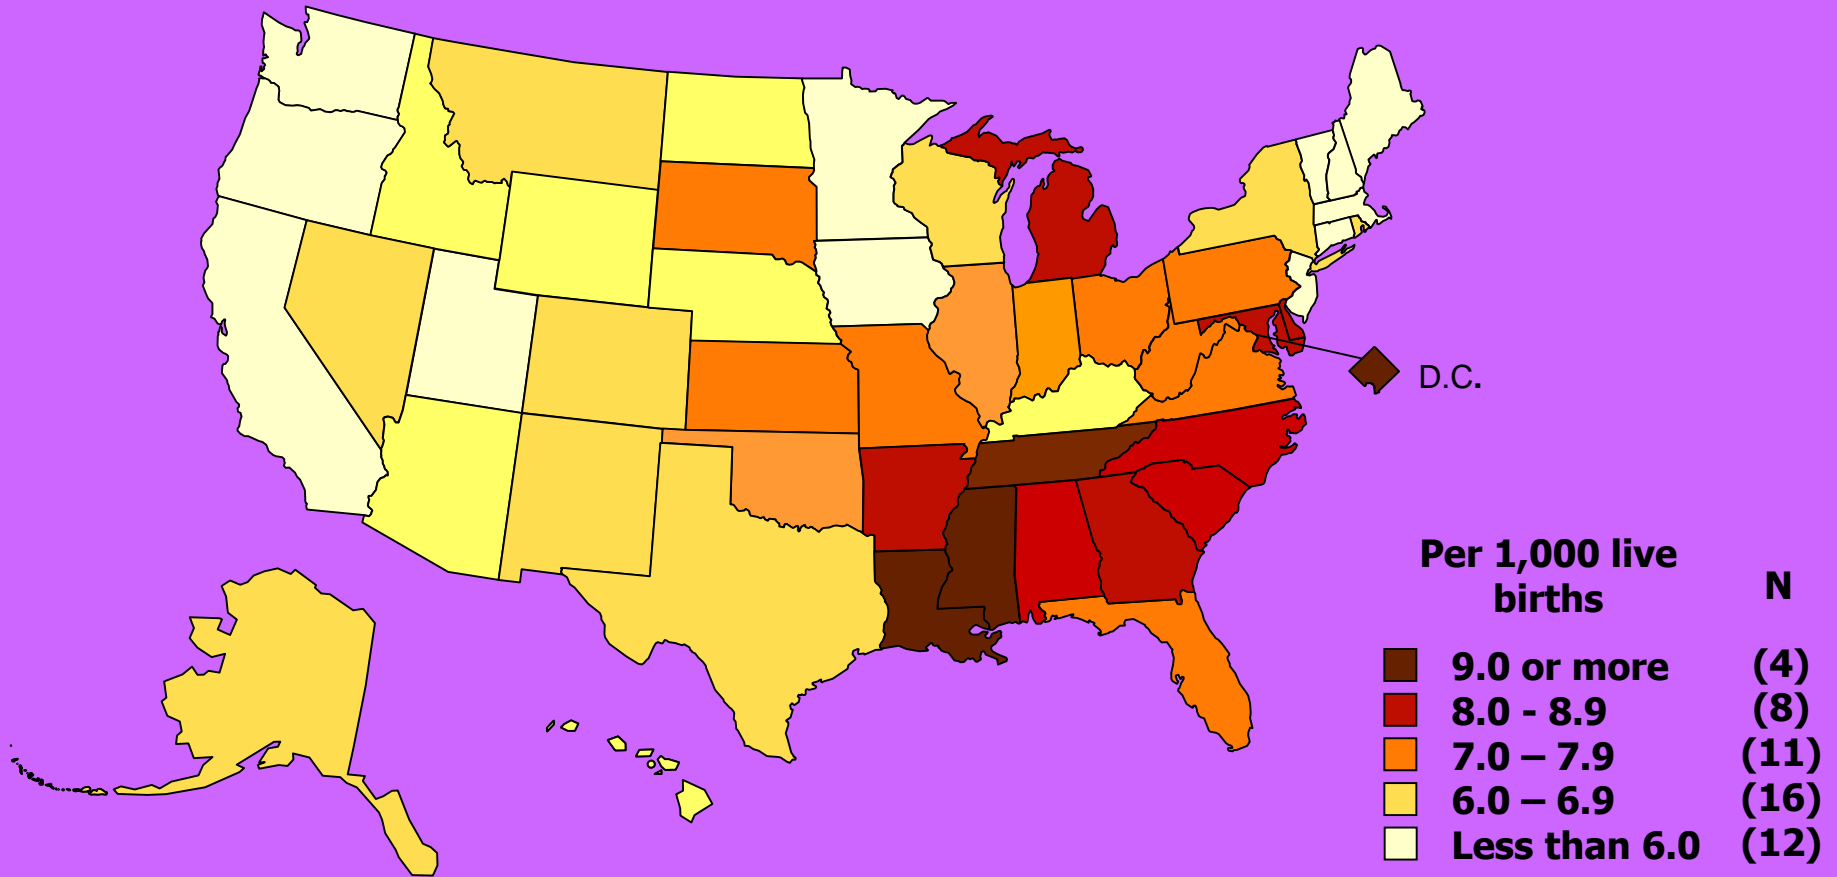 D.C.
Per 1,000 live
births
N
9.0 or more (4)
8.0 - 8.9 (8)
7.0 – 7.9 (11)
6.0 – 6.9 (16)
Less than 6.0 (12)